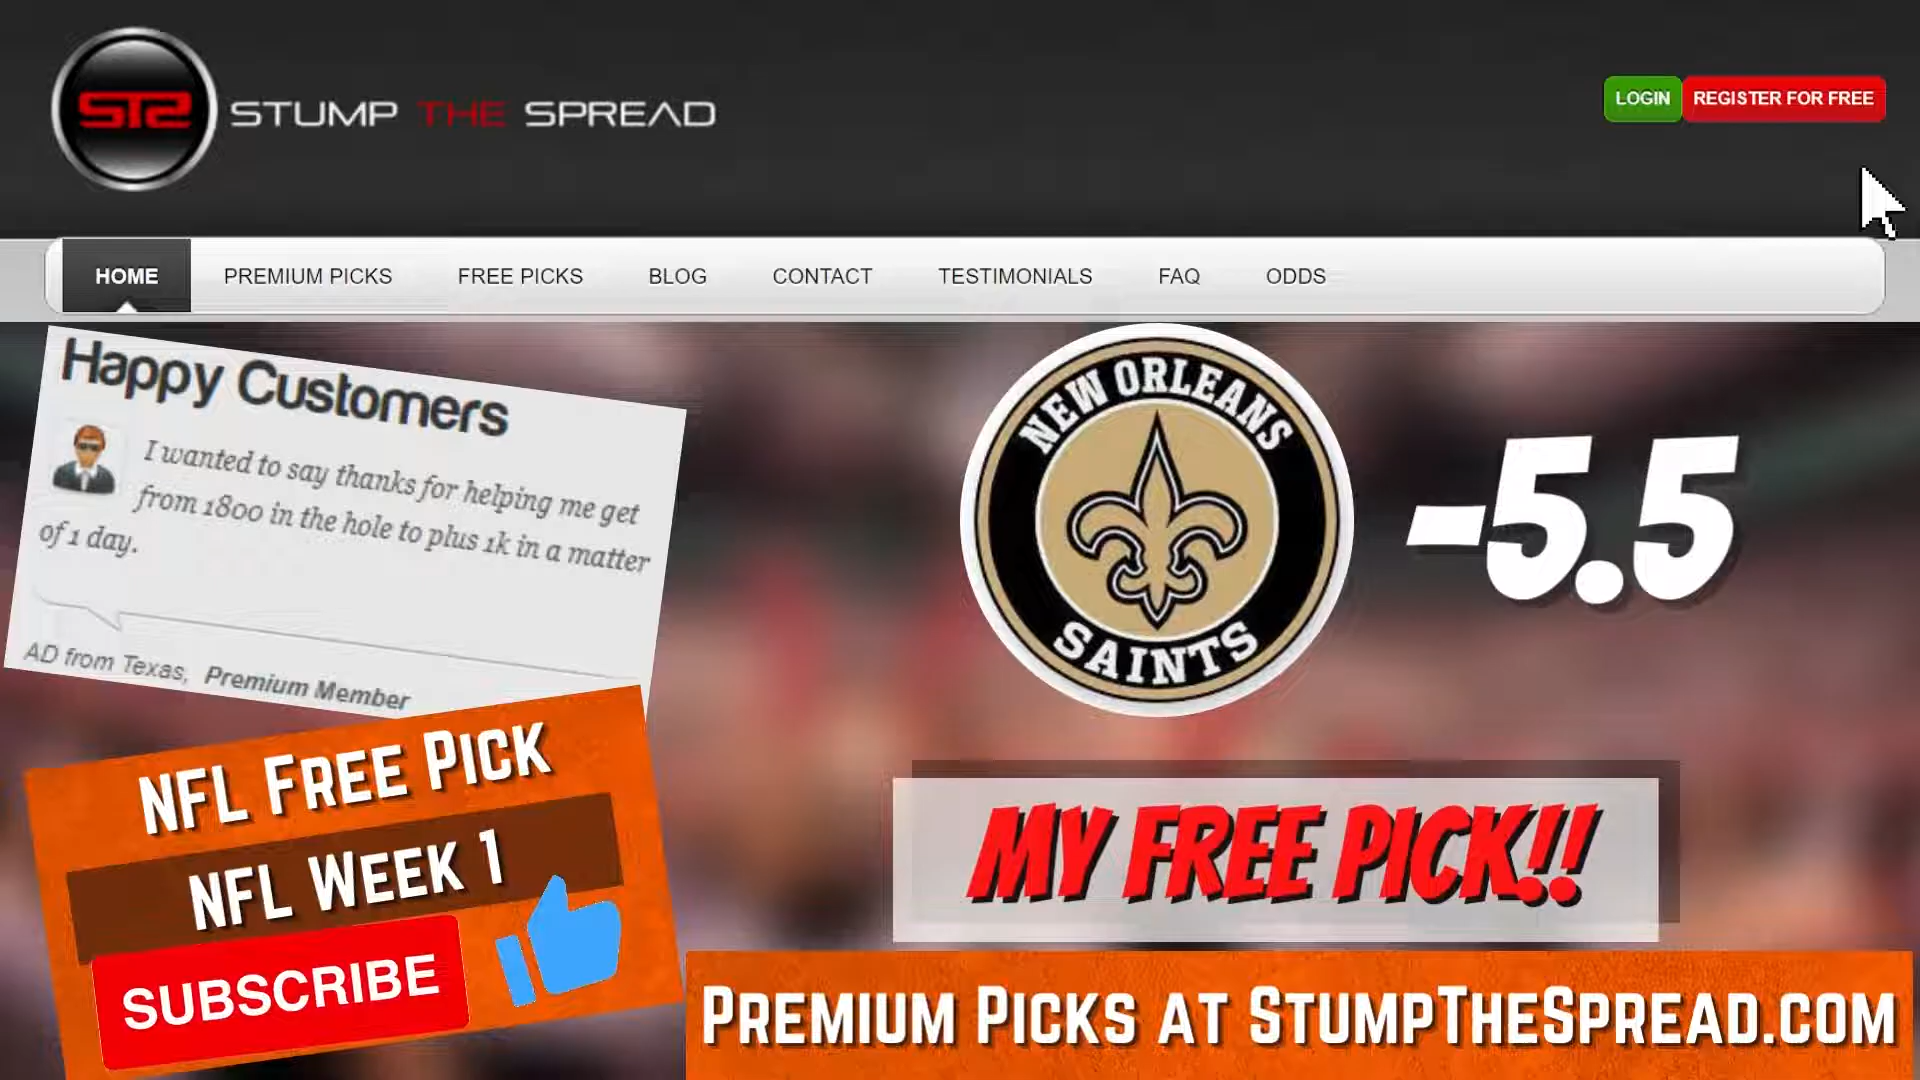 STS
STUMP THE SPREAD
LOGIN
REGISTER FOR FREE
HOME
PREMIUM PICKS
FREE PICKS
BLOG
CONTACT
TESTIMONIALS
FAQ
ODDS
Happy Customers
I wanted to say thanks for helping me get
from 1800 in the hole to plus 1k in a matter
of 1 day.
AD from Texas, Premium Member
NEW ORLEANS
SAINTS
-5.5
MY FREE PICK!!
NFL FREE PICK
NFL WEEK 1
SUBSCRIBE
PREMIUM PICKS AT STUMPTHESPREAD.COM